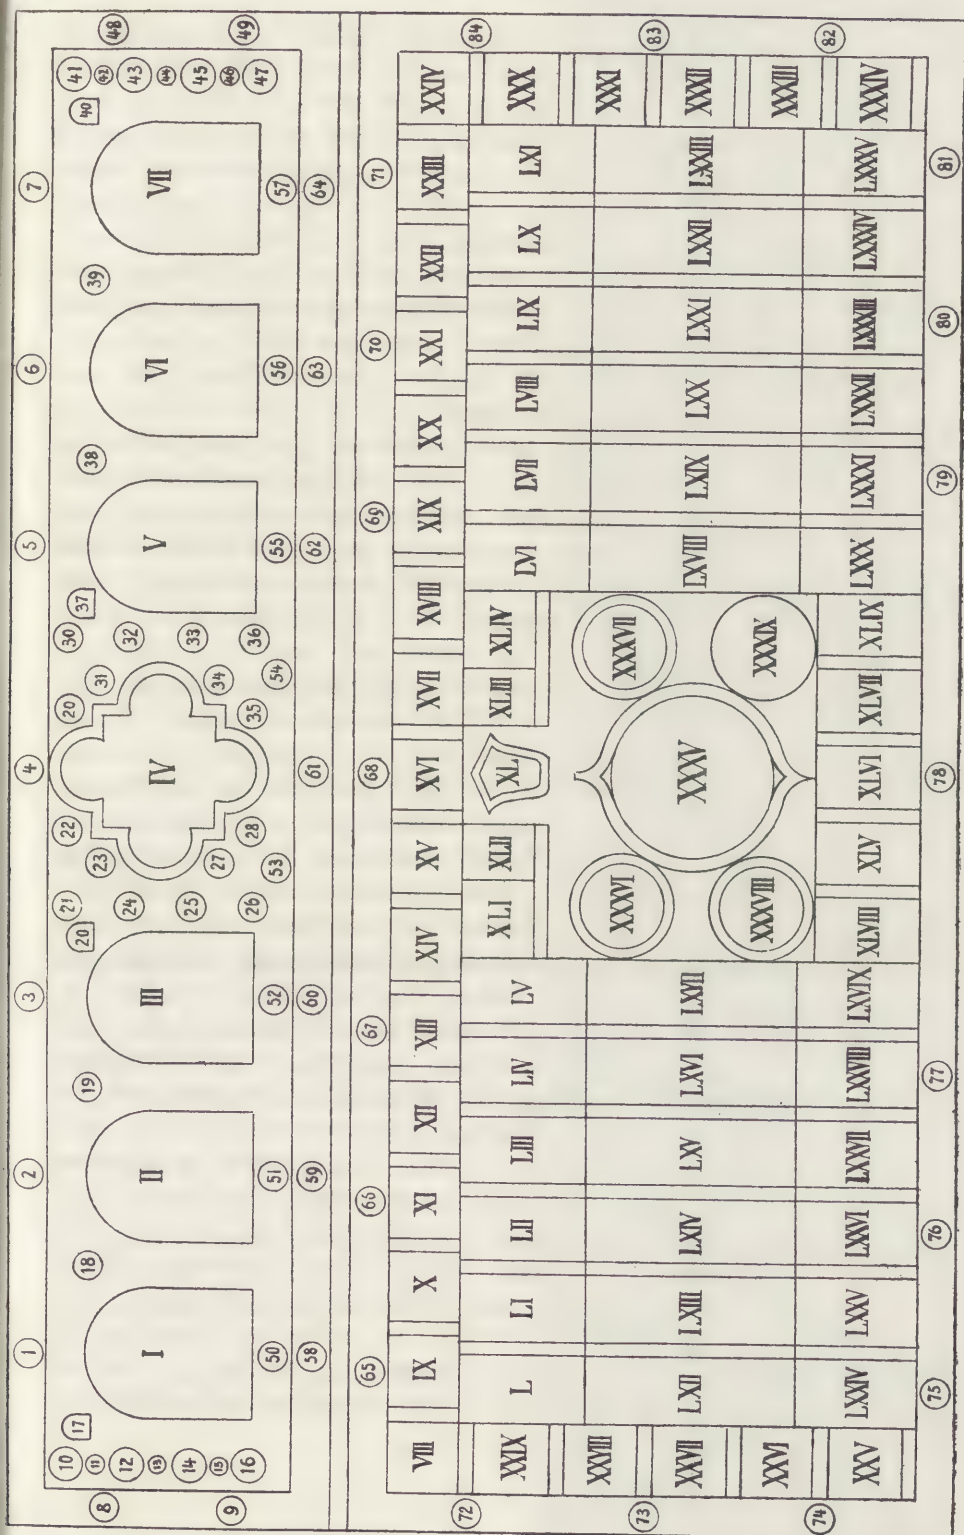 1 2 3 4 5 6 7
10 21 22 20 30 41
17 18 20 37 38 40
8 11 19 23 31 39 42 48
12 24 32 43
I II III IV V VI VII
13 44
14 25 33 45
15 27 34 46
9 16 26 28 35 36 47 49
50 51 52 53 54 55 56 57
58 59 60 61 62 63 64
65 66 67 68 69 70 71
VIII IX X XI XII XIII XIV XV XVI XVII XVIII XIX XX XXI XXII XXIII XXIV
72 84
XXIX L LI LII LIII LIV LV XLI XLII XL XLIII XLIV LVI LVII LVIII LIX LX LXI XXX
XXVIII XXXVI XXXVII XXXI
73 83
XXVII LXII LXIII LXIV LXV LXVI LXVII XXXV LXVIII LXIX LXX LXXI LXXII LXXIII XXXII
XXVI XXXVIII XXXIX XXXIII
74 82
XXV LXXIV LXXV LXXVI LXXVII LXXVIII LXVIX XLVIII XLV XLVI XLVII XLIX LXXX LXXXI LXXXII LXXXIII LXXXIV LXXXV XXXIV
75 76 77 78 79 80 81